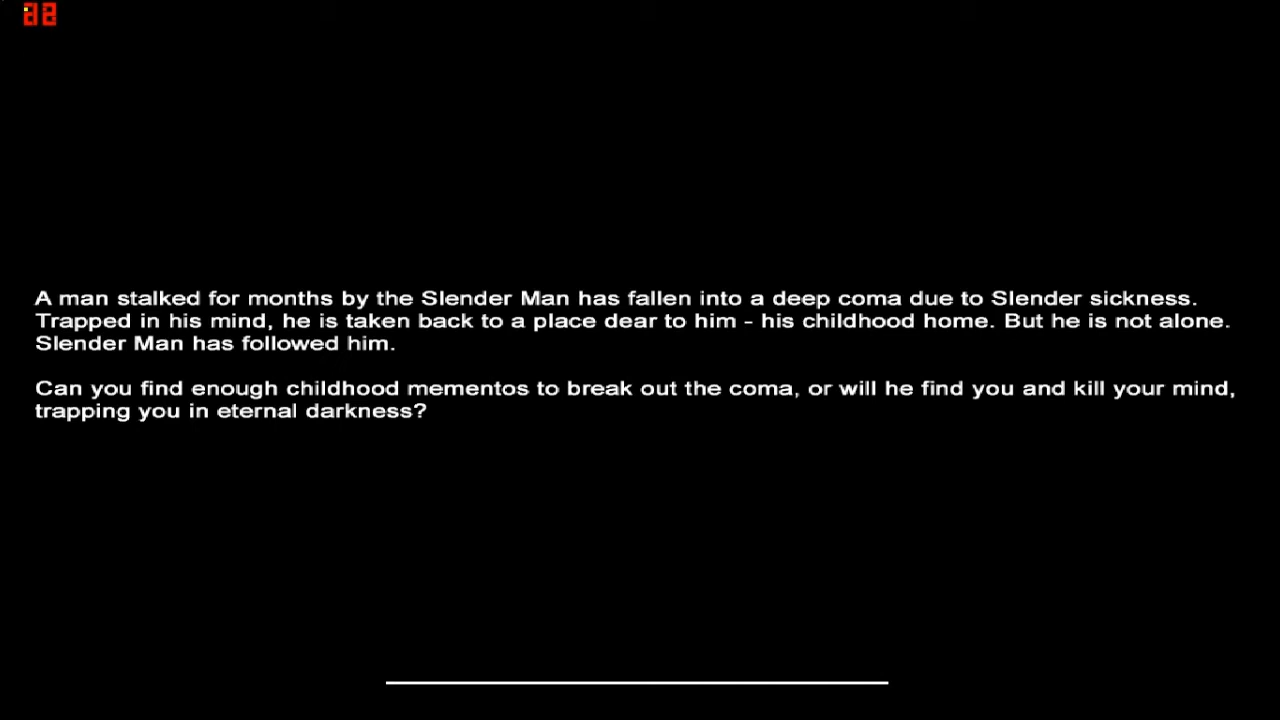 A man stalked for months by the Slender Man has fallen into a deep coma due to Slender sickness.
Trapped in his mind, he is taken back to a place dear to him - his childhood home. But he is not alone.
Slender Man has followed him.
Can you find enough childhood mementos to break out the coma, or will he find you and kill your mind,
trapping you in eternal darkness?